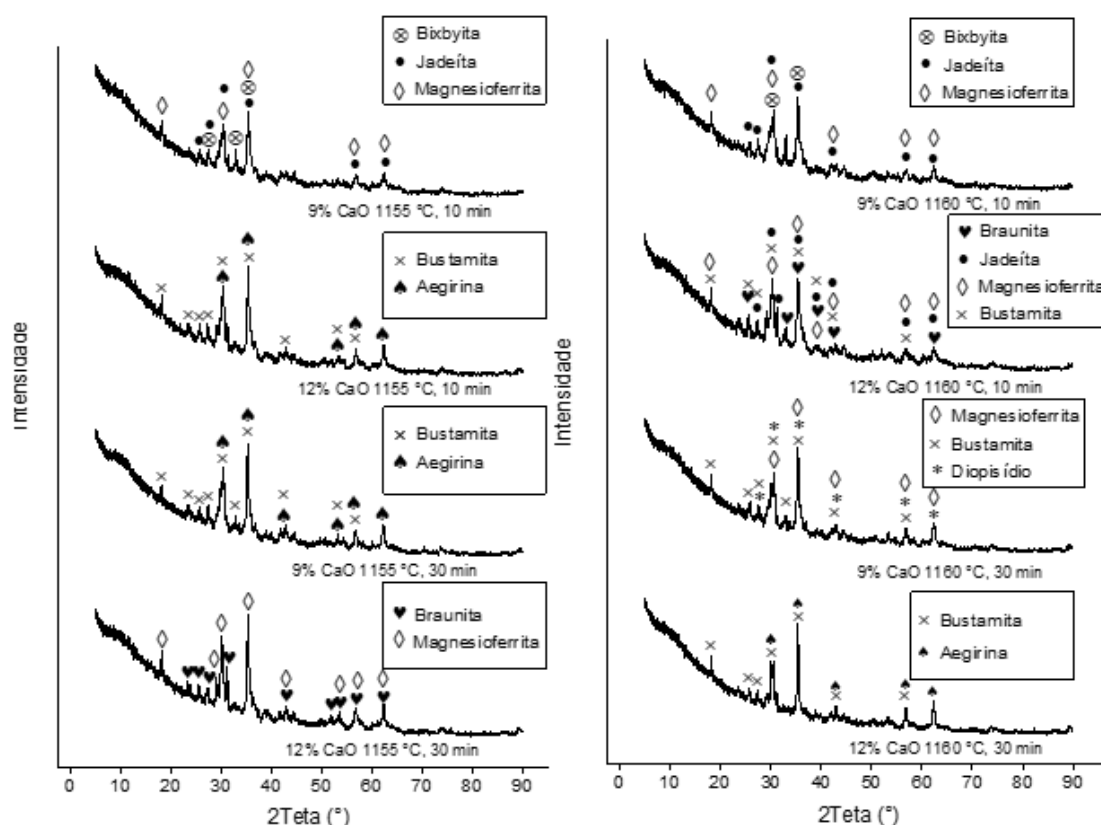 Bixbyita
Jadeíta
Magnesioferrita
9% CaO 1155 °C, 10 min
Bustamita
Aegirina
12% CaO 1155 °C, 10 min
Bustamita
Aegirina
9% CaO 1155 °C, 30 min
Braunita
Magnesioferrita
12% CaO 1155 °C, 30 min
Intensidade
0 10 20 30 40 50 60 70 80 90
2Teta (°)
Bixbyita
Jadeíta
Magnesioferrita
9% CaO 1160 °C, 10 min
Braunita
Jadeíta
Magnesioferrita
Bustamita
12% CaO 1160 °C, 10 min
Magnesioferrita
Bustamita
Diopisídio
9% CaO 1160 °C, 30 min
Bustamita
Aegirina
12% CaO 1160 °C, 30 min
Intensidade
0 10 20 30 40 50 60 70 80 90
2Teta (°)